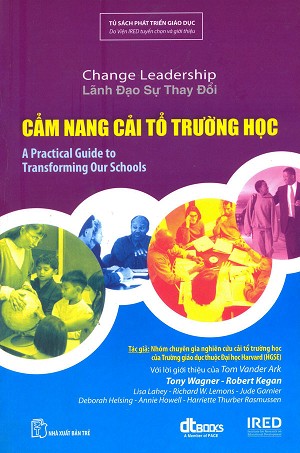 TỦ SÁCH PHÁT TRIỂN GIÁO DỤC
Do Viện IRED tuyển chọn và giới thiệu
Change Leadership
Lãnh Đạo Sự Thay Đổi
CẨM NANG CẢI TỔ TRƯỜNG HỌC
A Practical Guide to
Transforming Our Schools
Tác giả: Nhóm chuyên gia nghiên cứu cải tổ trường học
của Trường giáo dục thuộc Đại học Harvard (HGSE)
Với lời giới thiệu của Tom Vander Ark
Tony Wagner - Robert Kegan
Lisa Lahey - Richard W. Lemons - Jude Garnier
Deborah Helsing - Annie Howell - Harriette Thurber Rasmussen
NHÀ XUẤT BẢN TRẺ
dtBOOKS
A Member of PACE
IRED